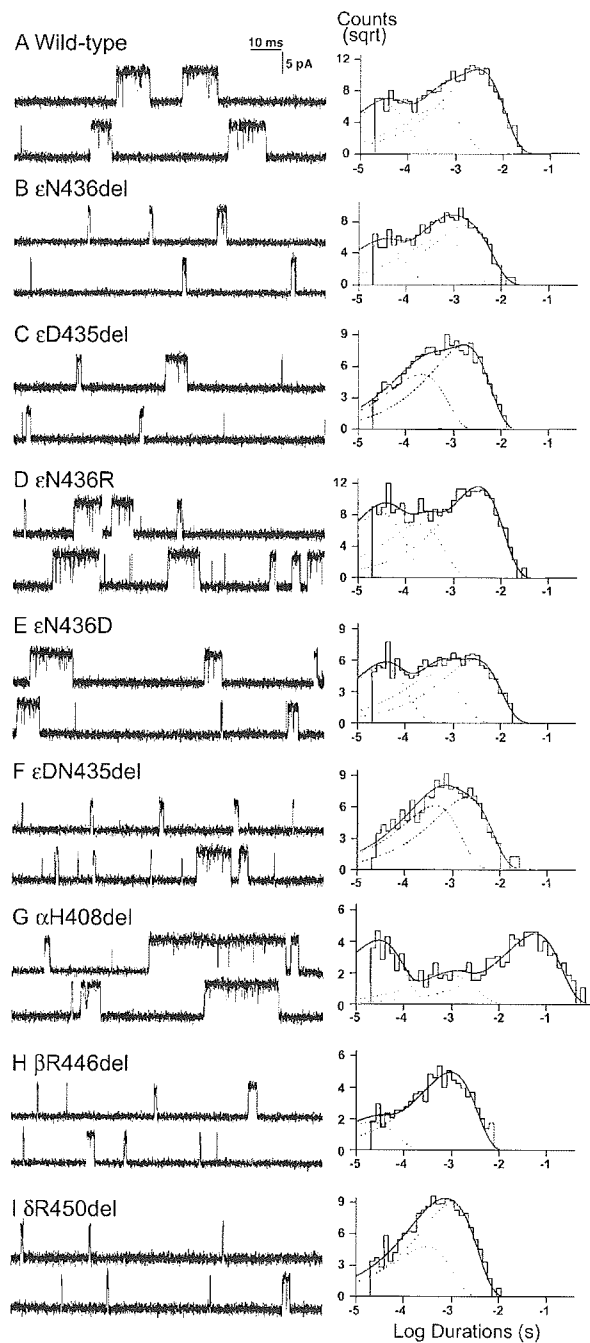 Counts
(sqrt)
A Wild-type
10 ms
5 pA
12
8
4
0
-5 -4 -3 -2 -1
B εN436del
8
4
0
-5 -4 -3 -2 -1
C εD435del
9
6
3
0
-5 -4 -3 -2 -1
D εN436R
12
8
4
0
-5 -4 -3 -2 -1
E εN436D
9
6
3
0
-5 -4 -3 -2 -1
F εDN435del
9
6
3
0
-5 -4 -3 -2 -1
G αH408del
6
4
2
0
-5 -4 -3 -2 -1
H βR446del
6
4
2
0
-5 -4 -3 -2 -1
I δR450del
9
6
3
0
-5 -4 -3 -2 -1
Log Durations (s)